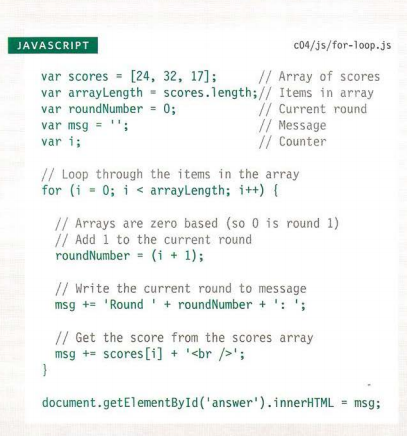 JAVASCRIPT c04/js/for-loop.js
var scores = [24, 32, 17]; // Array of scores
var arrayLength = scores.length;// Items in array
var roundNumber = 0; // Current round
var msg = ''; // Message
var i; // Counter
// Loop through the items in the array
for (i = 0; i < arrayLength; i++) {
// Arrays are zero based (so 0 is round 1)
// Add 1 to the current round
roundNumber = (i + 1);
// Write the current round to message
msg += 'Round ' + roundNumber + ': ';
// Get the score from the scores array
msg += scores[i] + '<br />';
}
document.getElementById('answer').innerHTML = msg;